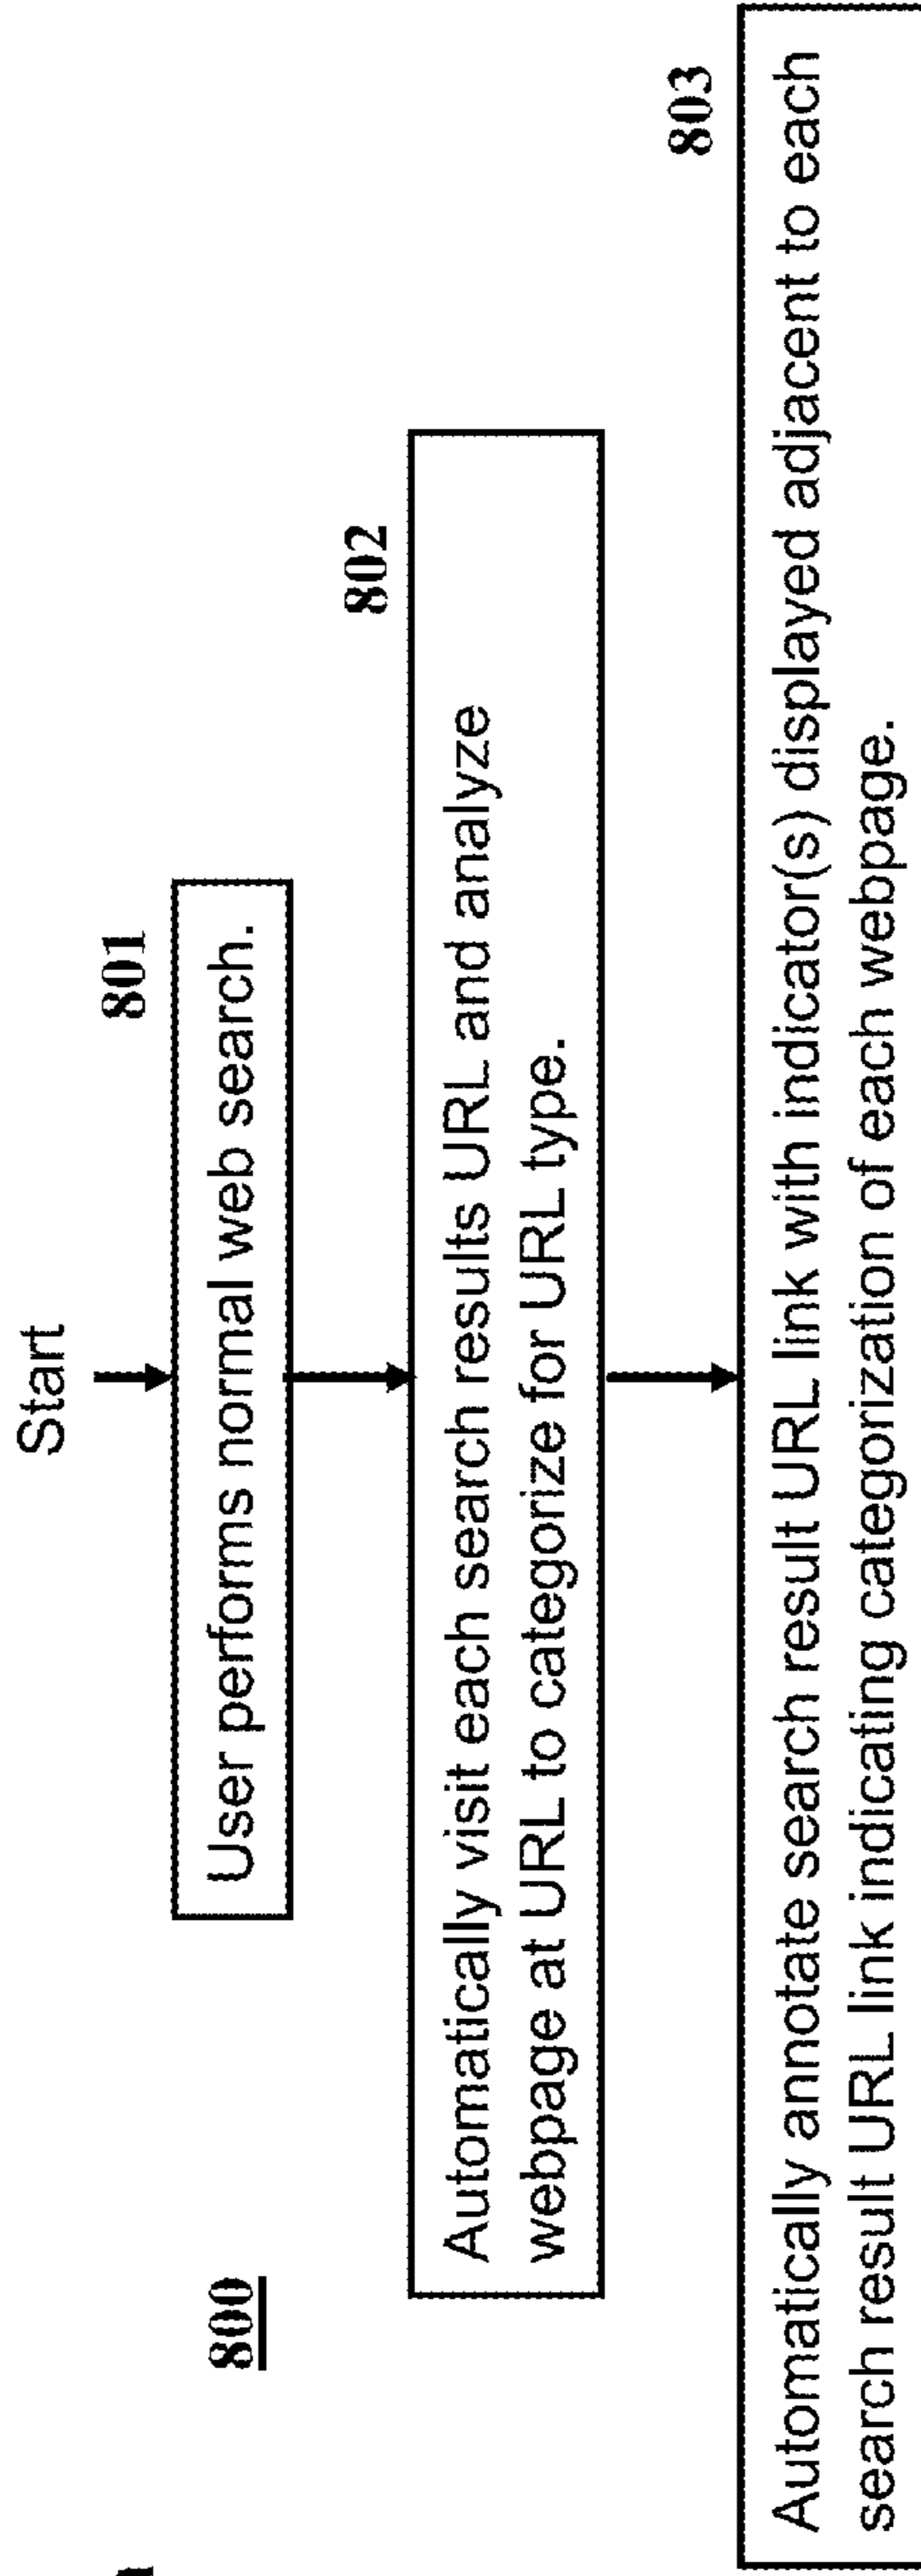 Start
801
User performs normal web search.
800
802
Automatically visit each search results URL and analyze
webpage at URL to categorize for URL type.
803
Automatically annotate search result URL link with indicator(s) displayed adjacent to each
search result URL link indicating categorization of each webpage.